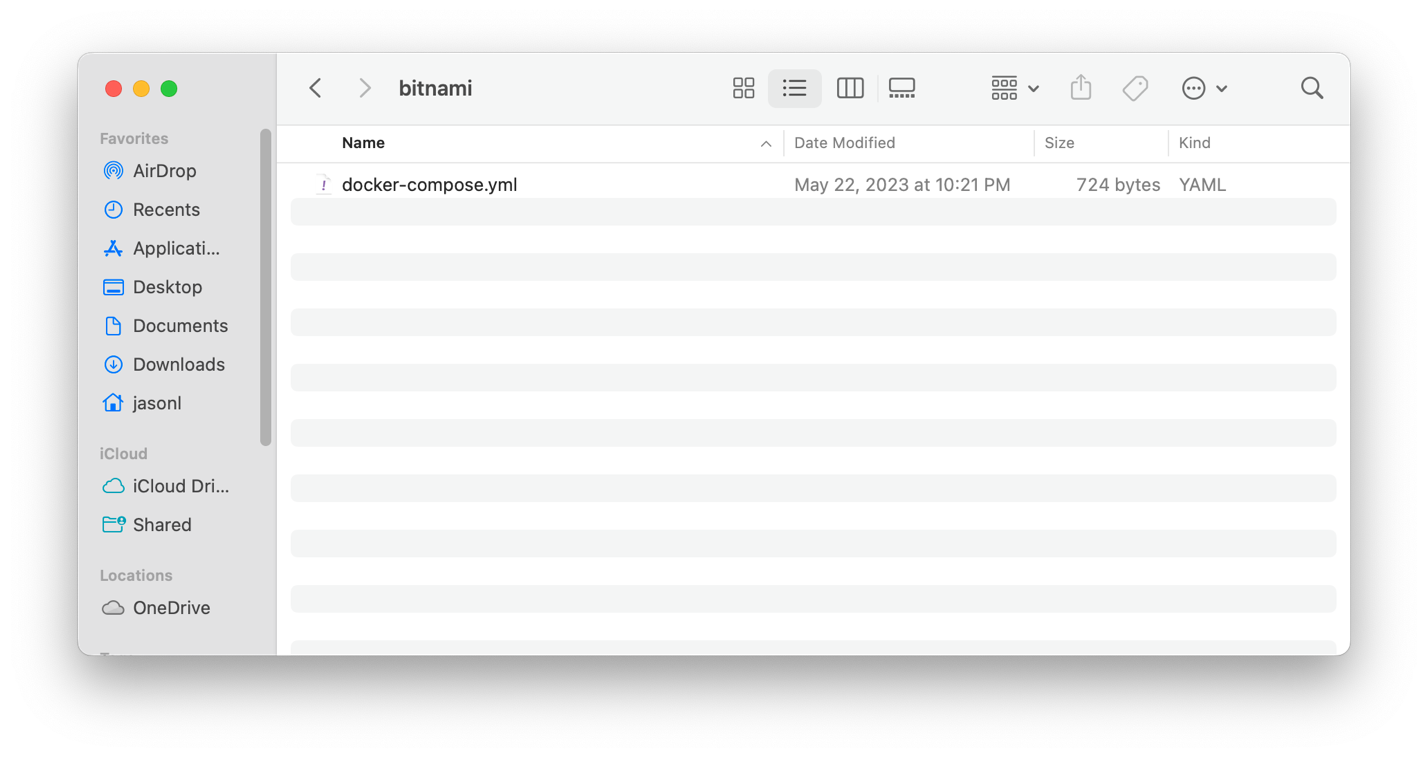 bitnami
Favorites
AirDrop
Recents
Applicati...
Desktop
Documents
Downloads
jasonl
iCloud
iCloud Dri...
Shared
Locations
OneDrive
Name Date Modified Size Kind
docker-compose.yml May 22, 2023 at 10:21 PM 724 bytes YAML